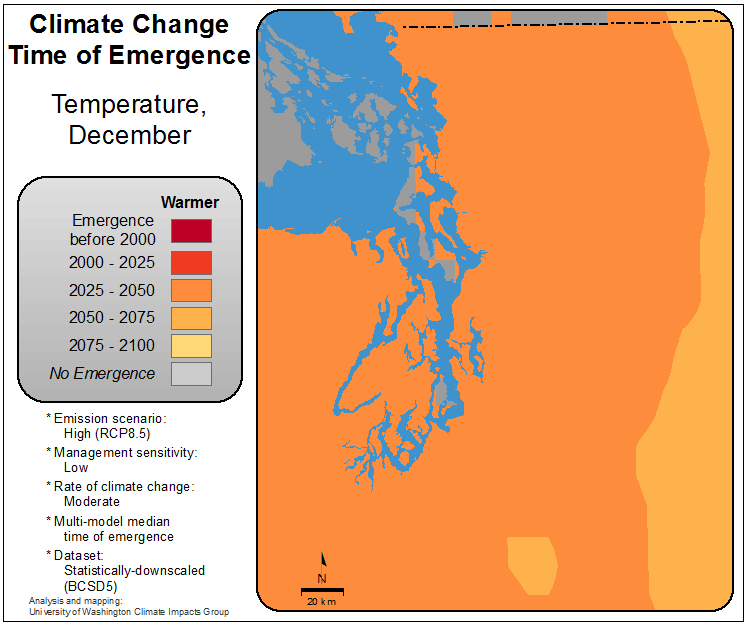 Climate Change
Time of Emergence
Temperature,
December
Warmer
Emergence
before 2000
2000 - 2025
2025 - 2050
2050 - 2075
2075 - 2100
No Emergence
* Emission scenario:
High (RCP8.5)
* Management sensitivity:
Low
* Rate of climate change:
Moderate
* Multi-model median
time of emergence
* Dataset:
Statistically-downscaled
(BCSD5)
Analysis and mapping:
University of Washington Climate Impacts Group
N
20 km